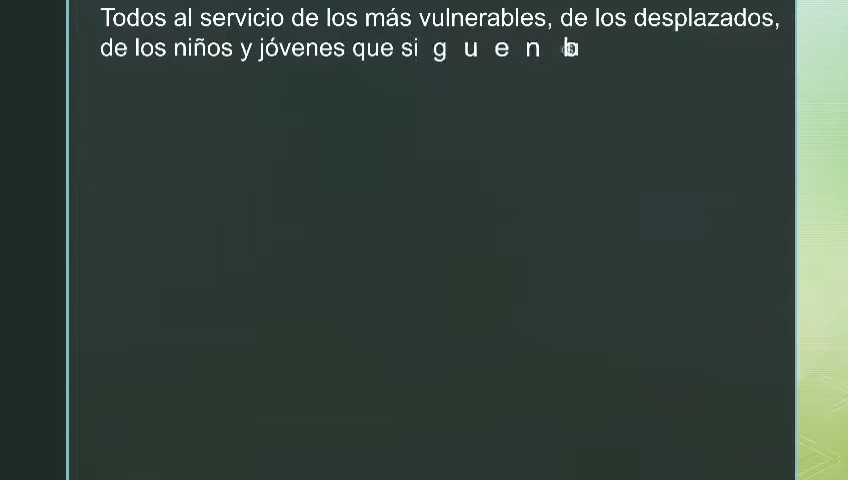 Todos al servicio de los más vulnerables, de los desplazados,
de los niños y jóvenes que siguen